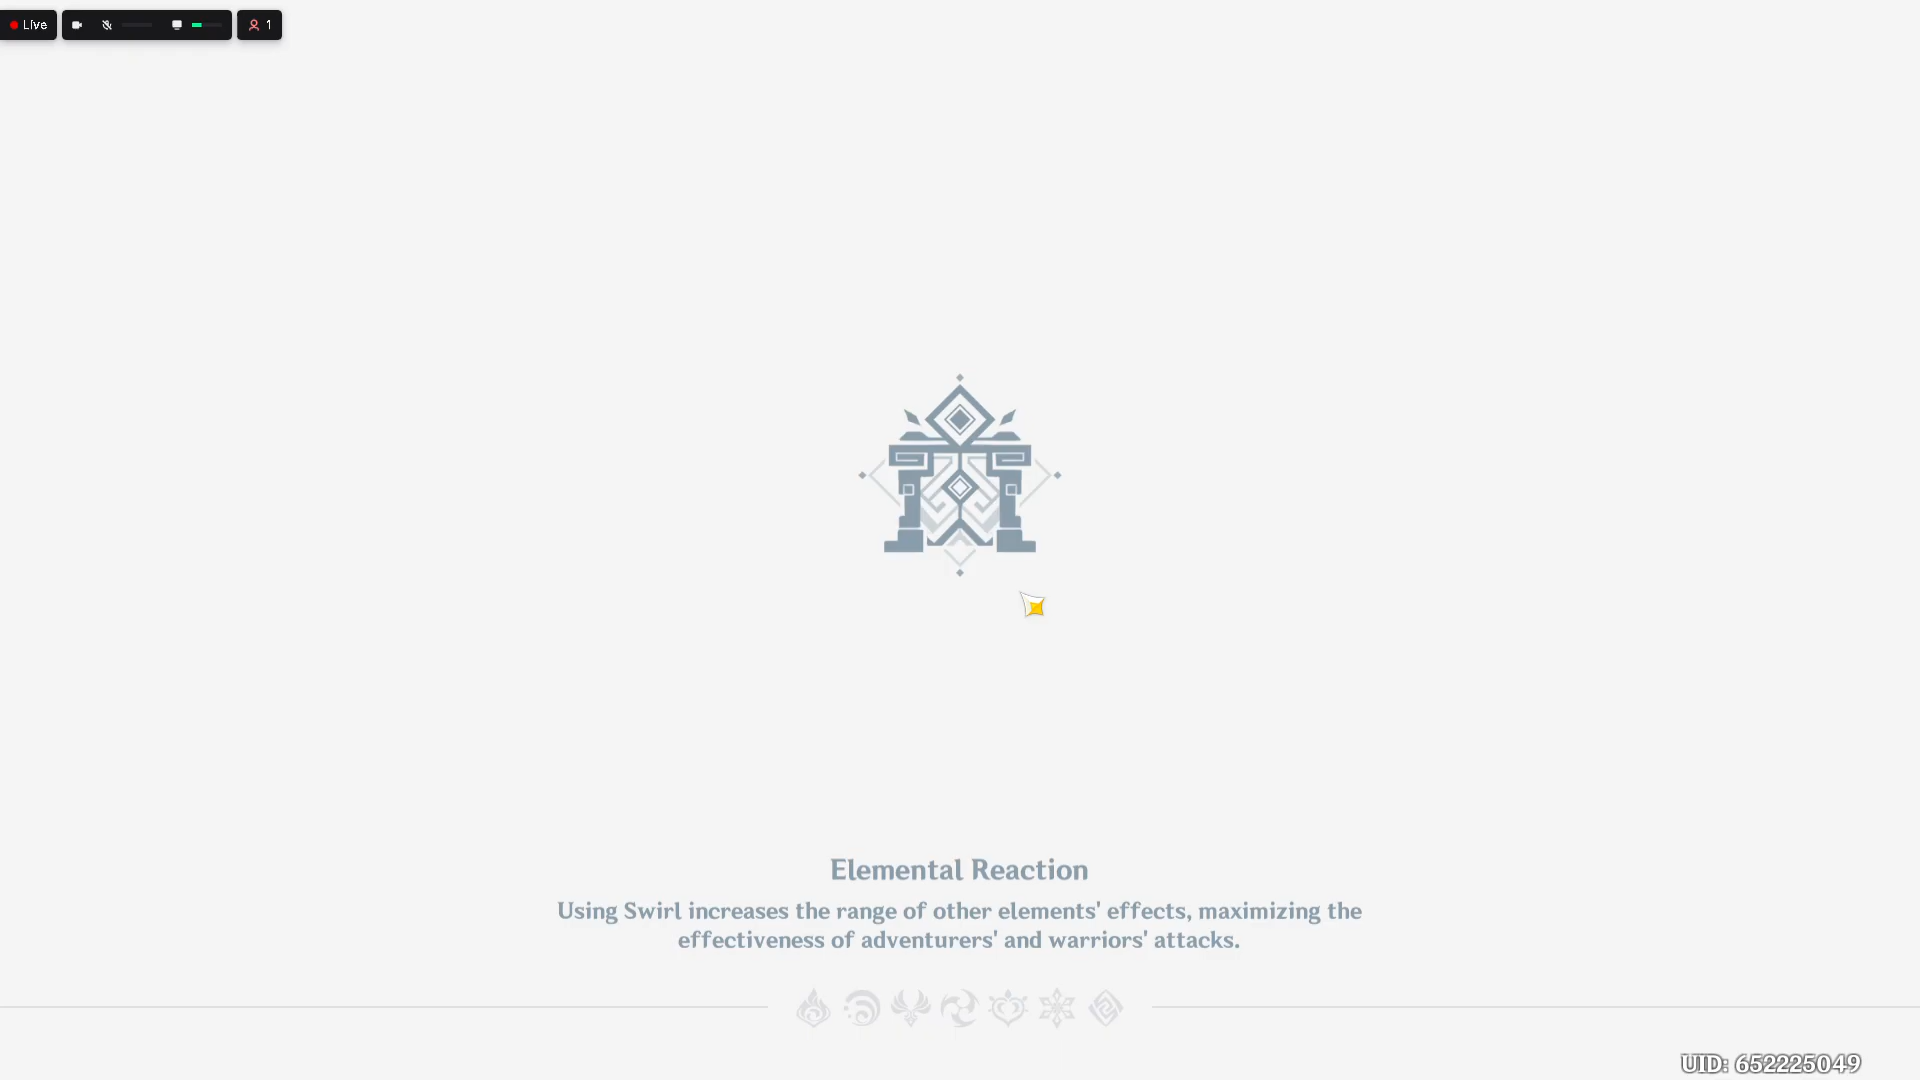 Live
1
Elemental Reaction
Using Swirl increases the range of other elements' effects, maximizing the
effectiveness of adventurers' and warriors' attacks.
UID: 652225049